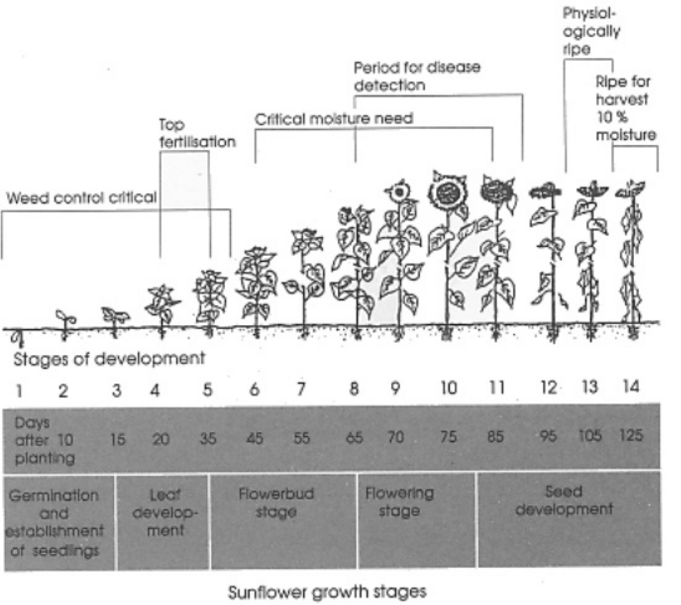 Physiol-
ogically
ripe
Period for disease
detection
Ripe for
harvest
10 %
moisture
Critical moisture need
Top
fertilisation
Weed control critical
Stages of development
1 2 3 4 5 6 7 8 9 10 11 12 13 14
Days
after 10 15 20 35 45 55 65 70 75 85 95 105 125
planting
Germination
and
establishment
of seedlings
Leaf
develop-
ment
Flowerbud
stage
Flowering
stage
Seed
development
Sunflower growth stages